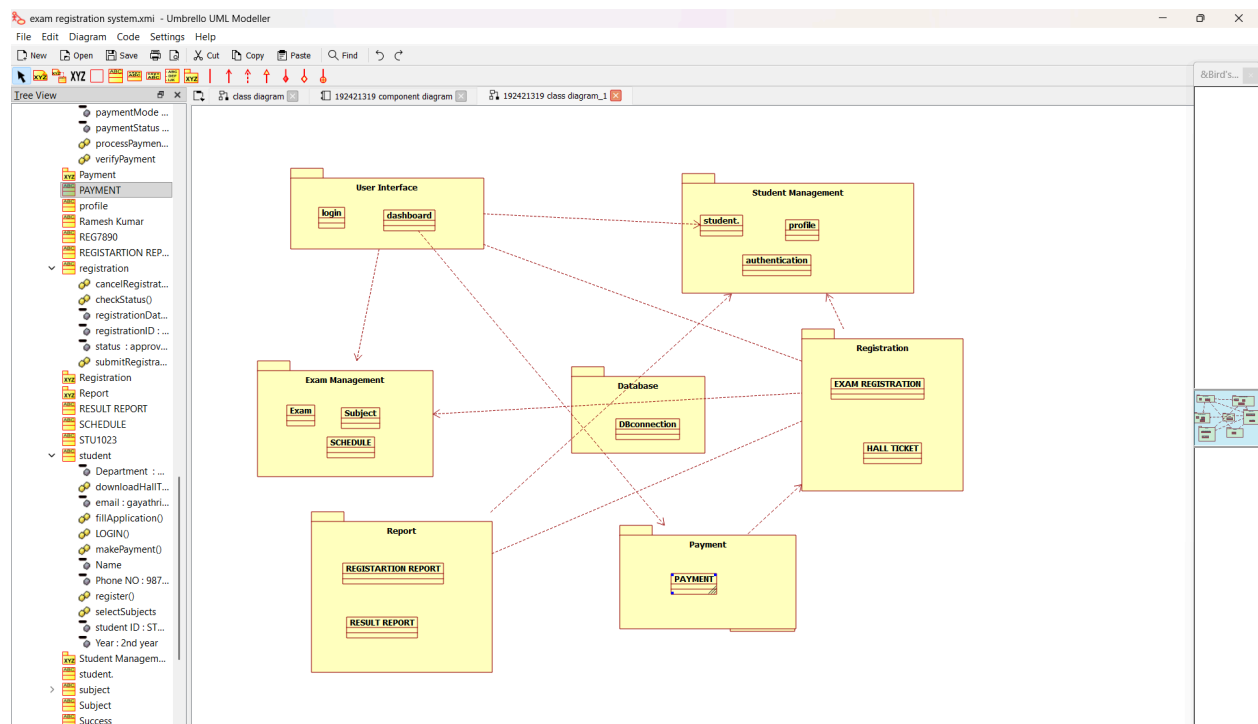 exam registration system.xmi - Umbrello UML Modeller
File Edit Diagram Code Settings Help
New Open Save Cut Copy Paste Find
XYZ
Tree View
class diagram
192421319 component diagram
192421319 class diagram_1
&Bird's...
paymentMode ...
paymentStatus ...
processPaymen...
verifyPayment
Payment
PAYMENT
profile
Ramesh Kumar
REG7890
REGISTARTION REP...
registration
cancelRegistrat...
checkStatus()
registrationDat...
registrationID : ...
status : approv...
submitRegistra...
Registration
Report
RESULT REPORT
SCHEDULE
STU1023
student
Department : ...
downloadHallT...
email : gayathri...
fillApplication()
LOGIN()
makePayment()
Name
Phone NO : 987...
register()
selectSubjects
student ID : ST...
Year : 2nd year
Student Managem...
student.
subject
Subject
Success
User Interface
login
dashboard
Student Management
student.
profile
authentication
Exam Management
Exam
Subject
SCHEDULE
Database
DBconnection
Registration
EXAM REGISTRATION
HALL TICKET
Report
REGISTARTION REPORT
RESULT REPORT
Payment
PAYMENT